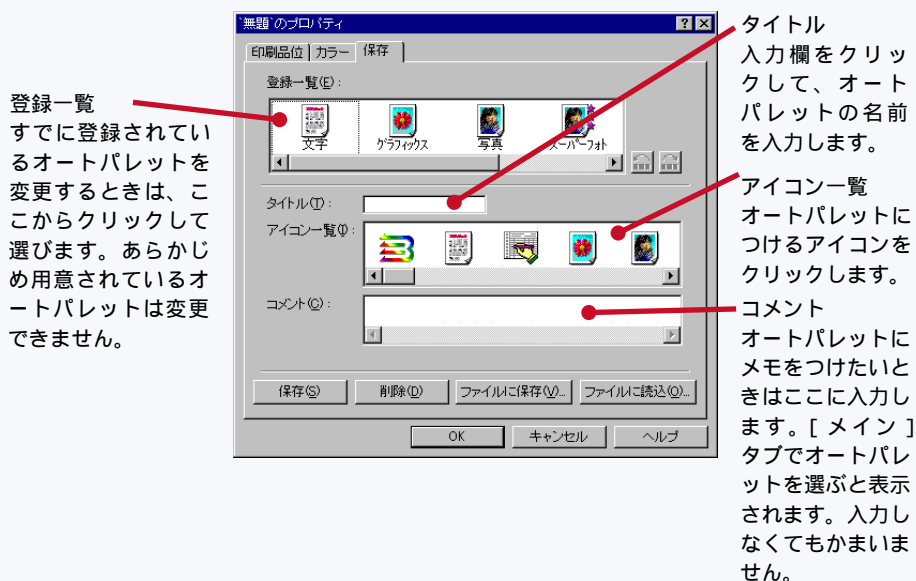 登録一覧
すでに登録されてい
るオートパレットを
変更するときは、こ
こからクリックして
選びます。あらかじ
め用意されているオ
ートパレットは変更
できません。
`無題'のプロパティ
印刷品位 カラー 保存
登録一覧(E):
文字 グラフィックス 写真 スーパーフォト
タイトル(T):
アイコン一覧(I):
コメント(C):
保存(S) 削除(D) ファイルに保存(V)... ファイルに読込(O)...
OK キャンセル ヘルプ
タイトル
入力欄をクリッ
クして、オート
パレットの名前
を入力します。
アイコン一覧
オートパレットに
つけるアイコンを
クリックします。
コメント
オートパレットに
メモをつけたいと
きはここに入力し
ます。[メイン]
タブでオートパレ
ットを選ぶと表示
されます。入力し
なくてもかまいま
せん。